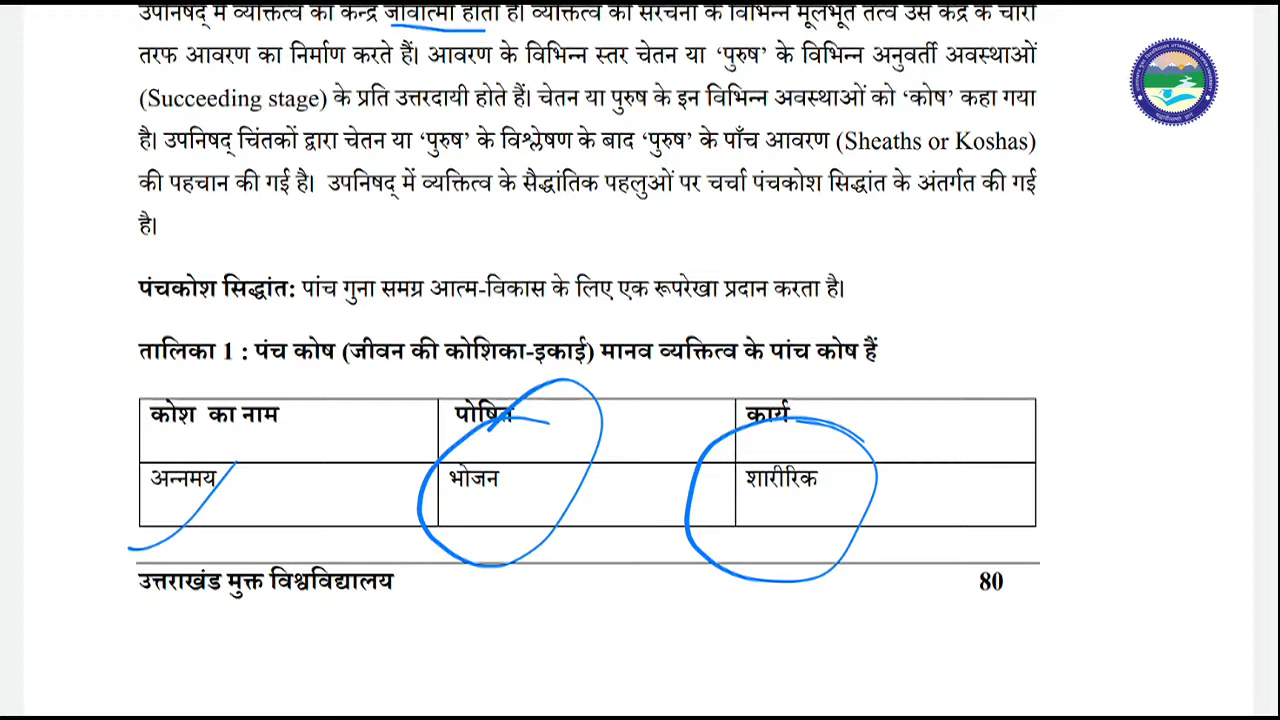 उपनिषद् में व्यक्तित्व का केन्द्र जीवात्मा होता है। व्यक्तित्व की संरचना के विभिन्न मूलभूत तत्व उस केंद्र के चारों
तरफ आवरण का निर्माण करते हैं। आवरण के विभिन्न स्तर चेतन या ‘पुरुष’ के विभिन्न अनुवर्ती अवस्थाओं
(Succeeding stage) के प्रति उत्तरदायी होते हैं। चेतन या पुरुष के इन विभिन्न अवस्थाओं को ‘कोष’ कहा गया
है। उपनिषद् चिंतकों द्वारा चेतन या ‘पुरुष’ के विश्लेषण के बाद ‘पुरुष’ के पाँच आवरण (Sheaths or Koshas)
की पहचान की गई है। उपनिषद् में व्यक्तित्व के सैद्धांतिक पहलुओं पर चर्चा पंचकोश सिद्धांत के अंतर्गत की गई
है।
पंचकोश सिद्धांत: पांच गुना समग्र आत्म-विकास के लिए एक रूपरेखा प्रदान करता है।
तालिका 1 : पंच कोष (जीवन की कोशिका-इकाई) मानव व्यक्तित्व के पांच कोष हैं
कोश का नाम पोषित कार्य
अन्नमय भोजन शारीरिक
उत्तराखंड मुक्त विश्वविद्यालय 80